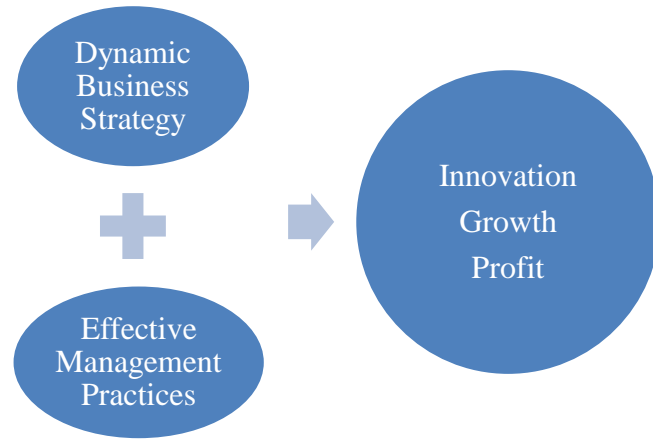 Dynamic
Business
Strategy
Effective
Management
Practices
Innovation
Growth
Profit